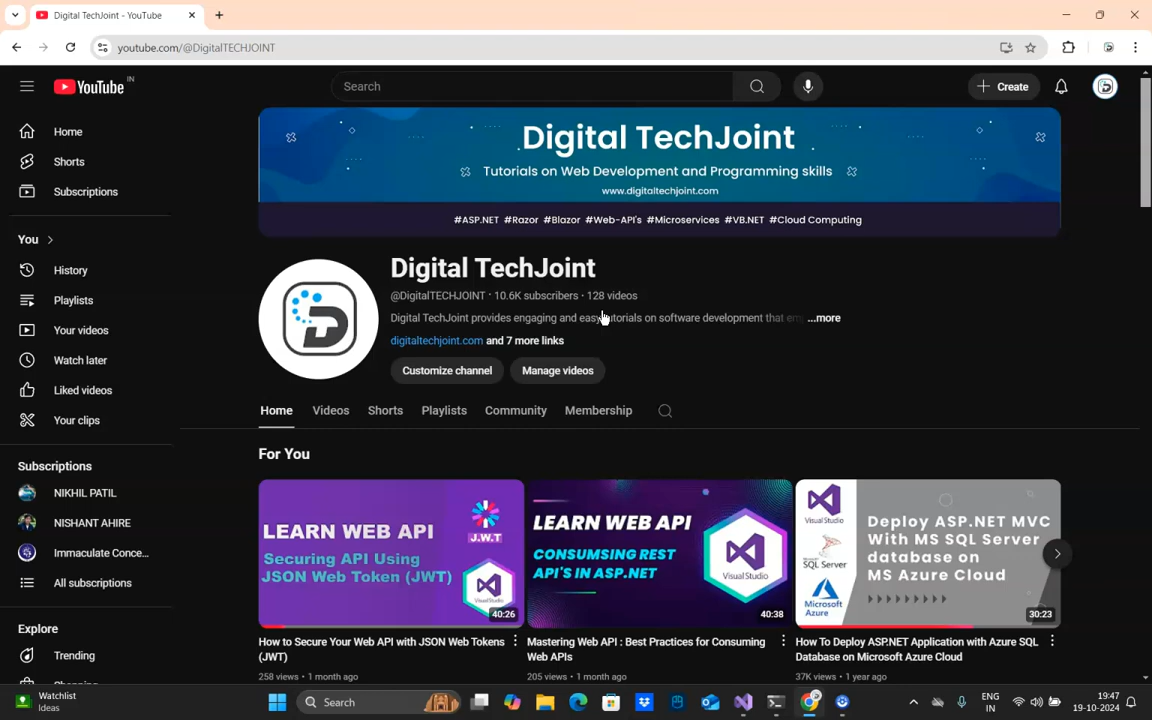 Digital TechJoint - YouTube
youtube.com/@DigitalTECHJOINT
YouTube IN
Search
Create
Home
Shorts
Subscriptions
You
History
Playlists
Your videos
Watch later
Liked videos
Your clips
Subscriptions
NIKHIL PATIL
NISHANT AHIRE
Immaculate Conce...
All subscriptions
Explore
Trending
Digital TechJoint
Tutorials on Web Development and Programming skills
www.digitaltechjoint.com
#ASP.NET #Razor #Blazor #Web-API's #Microservices #VB.NET #Cloud Computing
Digital TechJoint
@DigitalTECHJOINT · 10.6K subscribers · 128 videos
Digital TechJoint provides engaging and easy tutorials on software development that ...more
digitaltechjoint.com and 7 more links
Customize channel
Manage videos
Home Videos Shorts Playlists Community Membership
For You
LEARN WEB API
Securing API Using
JSON Web Token (JWT)
J.W.T
40:26
How to Secure Your Web API with JSON Web Tokens
(JWT)
258 views · 1 month ago
LEARN WEB API
CONSUMSING REST
API'S IN ASP.NET
Visual Studio
40:38
Mastering Web API : Best Practices for Consuming
Web APIs
205 views · 1 month ago
Visual Studio
SQL Server
Microsoft
Azure
Deploy ASP.NET MVC
With MS SQL Server
database on
MS Azure Cloud
30:23
How To Deploy ASP.NET Application with Azure SQL
Database on Microsoft Azure Cloud
37K views · 1 year ago
Watchlist
Ideas
Search
ENG
IN
19:47
19-10-2024